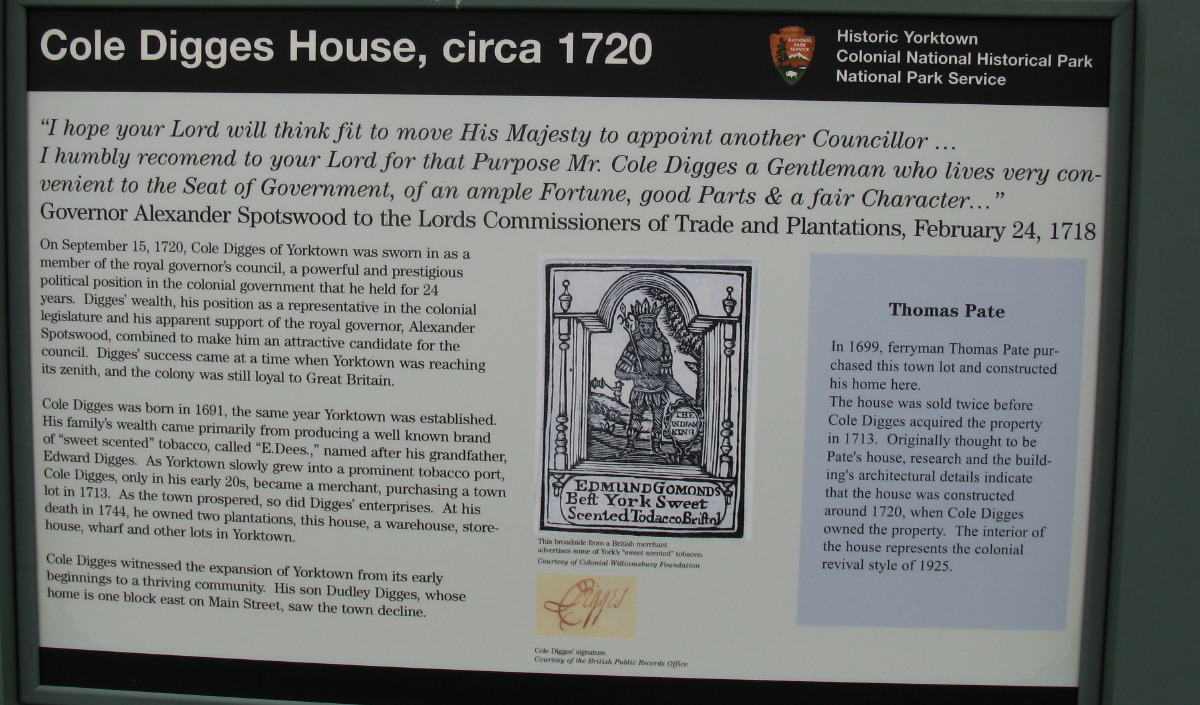 Cole Digges House, circa 1720
NATIONAL
PARK
SERVICE
Historic Yorktown
Colonial National Historical Park
National Park Service
“I hope your Lord will think fit to move His Majesty to appoint another Councillor …
I humbly recomend to your Lord for that Purpose Mr. Cole Digges a Gentleman who lives very con-
venient to the Seat of Government, of an ample Fortune, good Parts & a fair Character…”
Governor Alexander Spotswood to the Lords Commissioners of Trade and Plantations, February 24, 1718
On September 15, 1720, Cole Digges of Yorktown was sworn in as a
member of the royal governor's council, a powerful and prestigious
political position in the colonial government that he held for 24
years. Digges' wealth, his position as a representative in the colonial
legislature and his apparent support of the royal governor, Alexander
Spotswood, combined to make him an attractive candidate for the
council. Digges' success came at a time when Yorktown was reaching
its zenith, and the colony was still loyal to Great Britain.
Cole Digges was born in 1691, the same year Yorktown was established.
His family's wealth came primarily from producing a well known brand
of “sweet scented” tobacco, called “E.Dees.,” named after his grandfather,
Edward Digges. As Yorktown slowly grew into a prominent tobacco port,
Cole Digges, only in his early 20s, became a merchant, purchasing a town
lot in 1713. As the town prospered, so did Digges' enterprises. At his
death in 1744, he owned two plantations, this house, a warehouse, store-
house, wharf and other lots in Yorktown.
Cole Digges witnessed the expansion of Yorktown from its early
beginnings to a thriving community. His son Dudley Digges, whose
home is one block east on Main Street, saw the town decline.
THE
INDIAN
KING
EDMUND GOMONDS
Best York Sweet
Scented Todacco Bristol
This broadside from a British merchant
advertises some of York's “sweet scented” tobacco.
Courtesy of Colonial Williamsburg Foundation
Digges
Cole Digges' signature.
Courtesy of the British Public Records Office
Thomas Pate
In 1699, ferryman Thomas Pate pur-
chased this town lot and constructed
his home here.
The house was sold twice before
Cole Digges acquired the property
in 1713. Originally thought to be
Pate's house, research and the build-
ing's architectural details indicate
that the house was constructed
around 1720, when Cole Digges
owned the property. The interior of
the house represents the colonial
revival style of 1925.